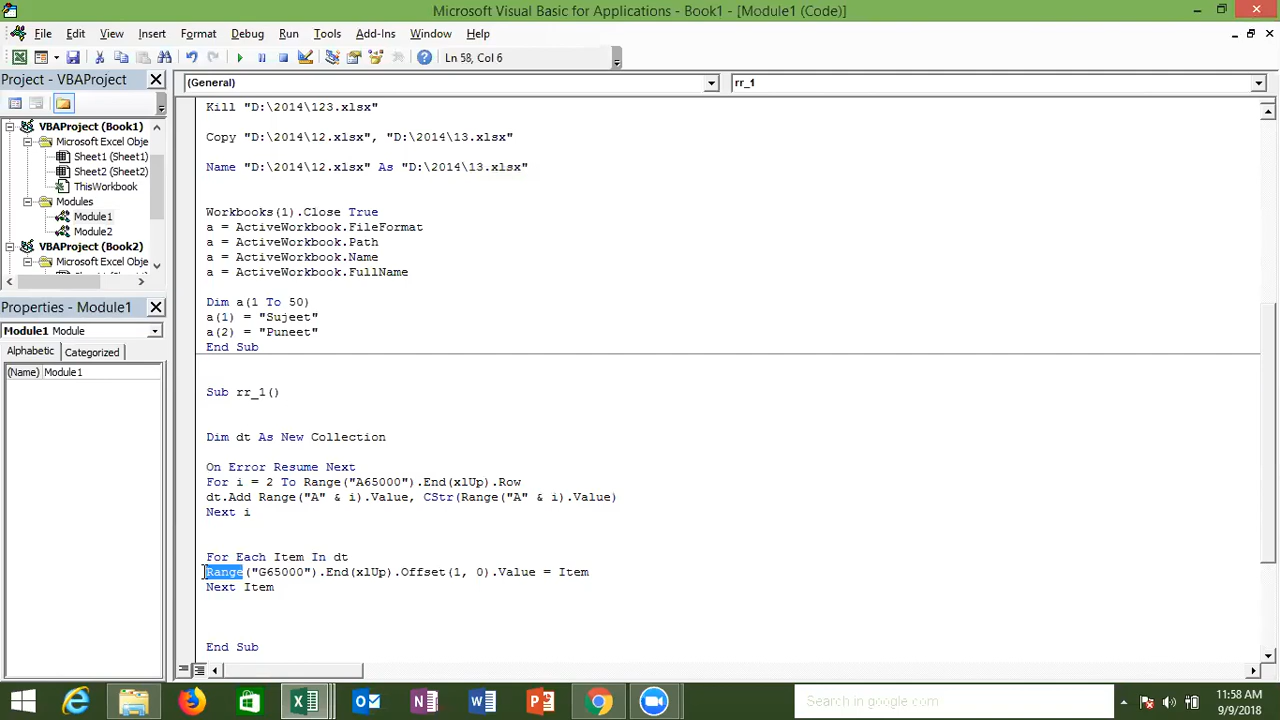 Microsoft Visual Basic for Applications - Book1 - [Module1 (Code)]
File Edit View Insert Format Debug Run Tools Add-Ins Window Help
Ln 58, Col 6
Project - VBAProject
(General)
rr_1
VBAProject (Book1)
Microsoft Excel Obje
Sheet1 (Sheet1)
Sheet2 (Sheet2)
ThisWorkbook
Modules
Module1
Module2
VBAProject (Book2)
Microsoft Excel Obje
Properties - Module1
Module1 Module
Alphabetic Categorized
(Name) Module1
Kill "D:\2014\123.xlsx"
Copy "D:\2014\12.xlsx", "D:\2014\13.xlsx"
Name "D:\2014\12.xlsx" As "D:\2014\13.xlsx"
Workbooks(1).Close True
a = ActiveWorkbook.FileFormat
a = ActiveWorkbook.Path
a = ActiveWorkbook.Name
a = ActiveWorkbook.FullName
Dim a(1 To 50)
a(1) = "Sujeet"
a(2) = "Puneet"
End Sub
Sub rr_1()
Dim dt As New Collection
On Error Resume Next
For i = 2 To Range("A65000").End(xlUp).Row
dt.Add Range("A" & i).Value, CStr(Range("A" & i).Value)
Next i
For Each Item In dt
Range("G65000").End(xlUp).Offset(1, 0).Value = Item
Next Item
End Sub
Search in google.com
11:58 AM
9/9/2018